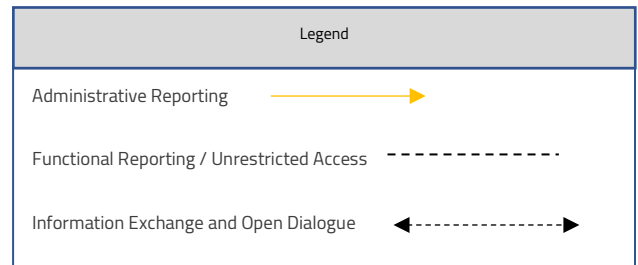 Legend
Administrative Reporting
Functional Reporting / Unrestricted Access
Information Exchange and Open Dialogue